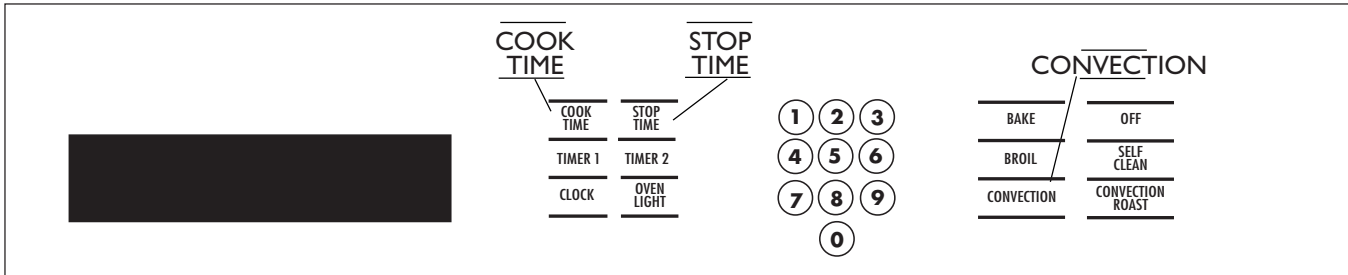 COOK
TIME
STOP
TIME
CONVECTION
COOK
TIME
STOP
TIME
TIMER 1
TIMER 2
CLOCK
OVEN
LIGHT
1 2 3
4 5 6
7 8 9
0
BAKE
OFF
BROIL
SELF
CLEAN
CONVECTION
CONVECTION
ROAST